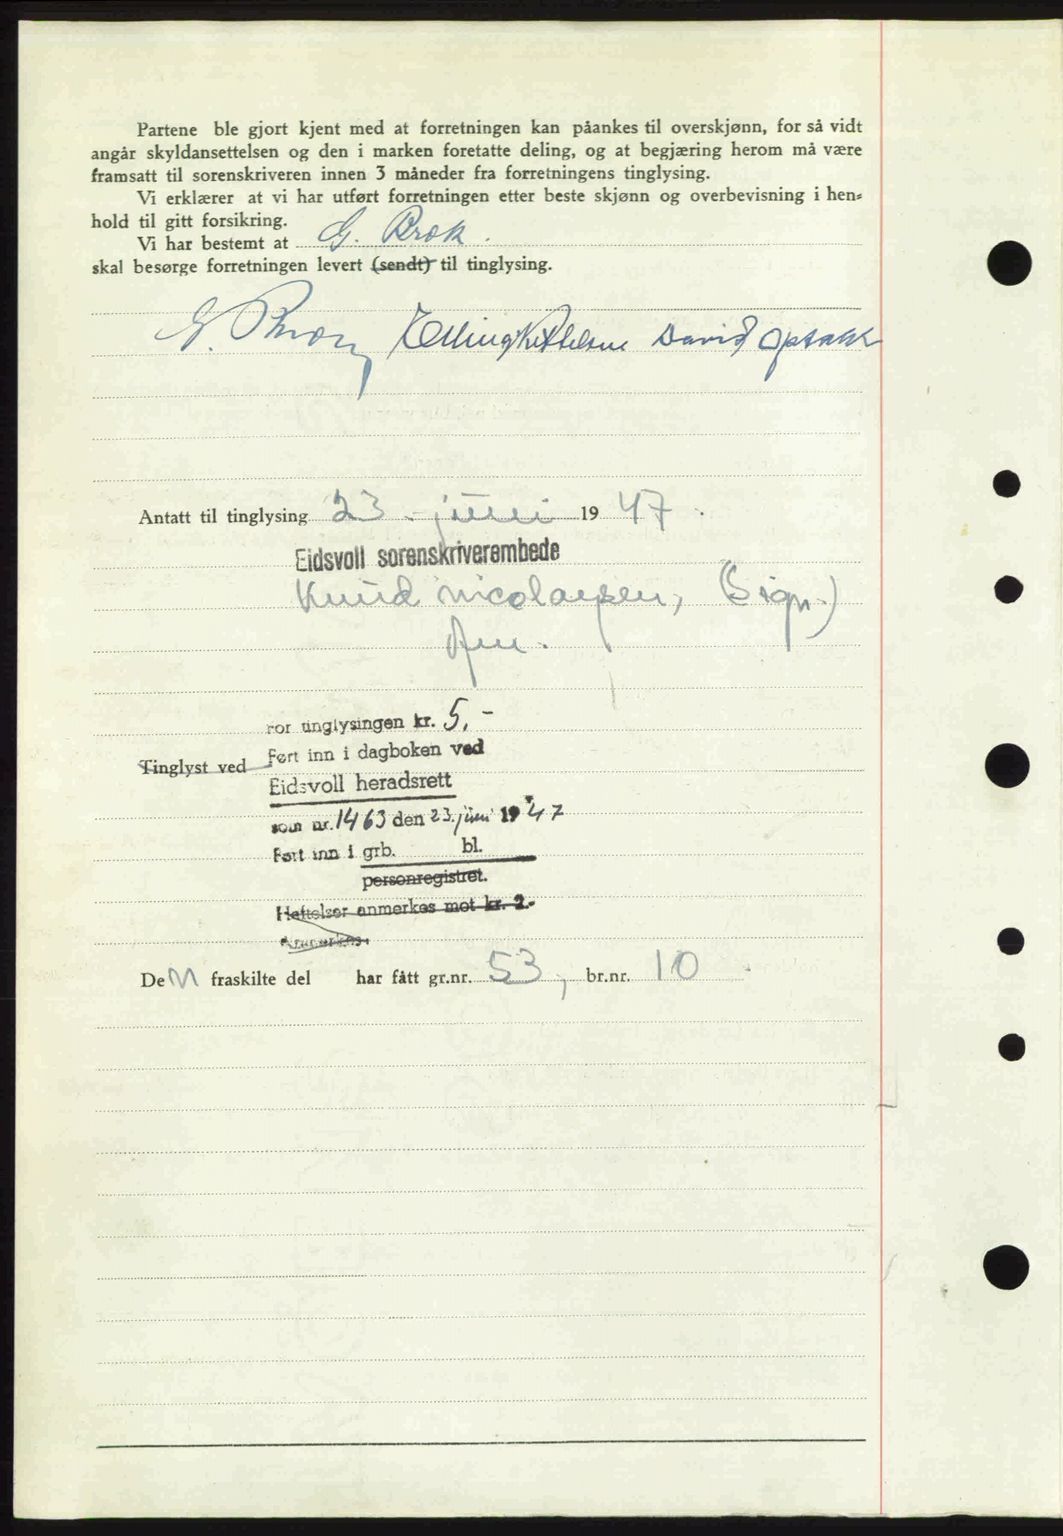 Partene ble gjort kjent med at forretningen kan påankes til overskjønn, for så vidt
angår skyldansettelsen og den i marken foretatte deling, og at begjæring herom må være
framsatt til sorenskriveren innen 3 måneder fra forretningens tinglysing.
Vi erklærer at vi har utført forretningen etter beste skjønn og overbevisning i hen-
hold til gitt forsikring.
Vi har bestemt at G. Brok.
skal besørge forretningen levert (sendt) til tinglysing.
G. Elling Kittelsen David Opsahl
Antatt til tinglysing 23. juni 1947.
Eidsvoll sorenskriverembede
Knud Nicolaysen, (Sign.)
For tinglysingen kr. 5,-
Tinglyst ved Ført inn i dagboken ved
Eidsvoll heradsrett
som nr. 1463 den 23. juni 1947
Ført inn i grb. bl.
personregistret.
Heftelser anmerkes mot kr. 2.-
Anmerkes.
Den fraskilte del har fått gr.nr. 53, br.nr. 10